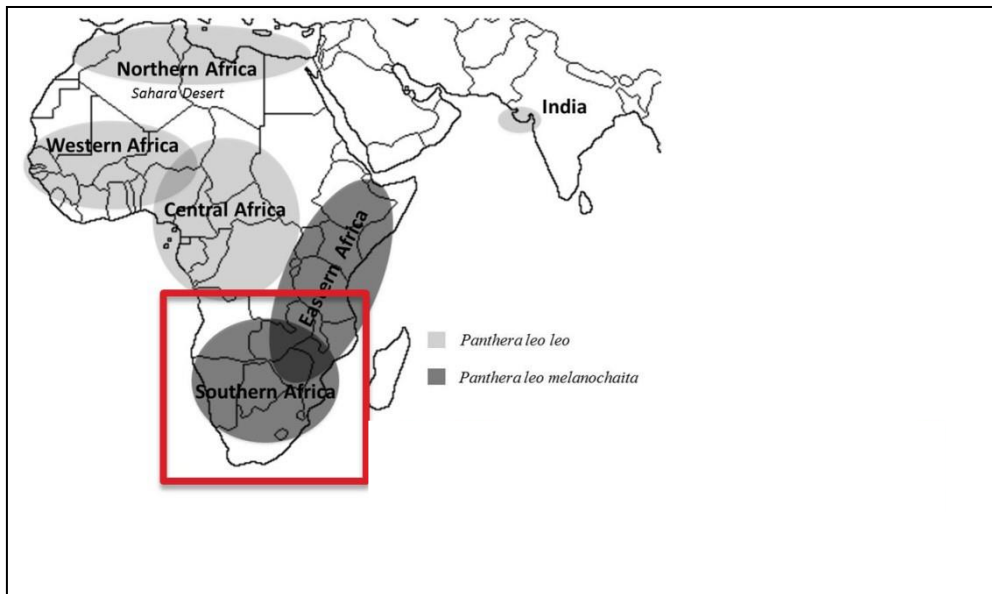 Northern Africa
Sahara Desert
India
Western Africa
Central Africa
Eastern Africa
Southern Africa
Panthera leo leo
Panthera leo melanochaita